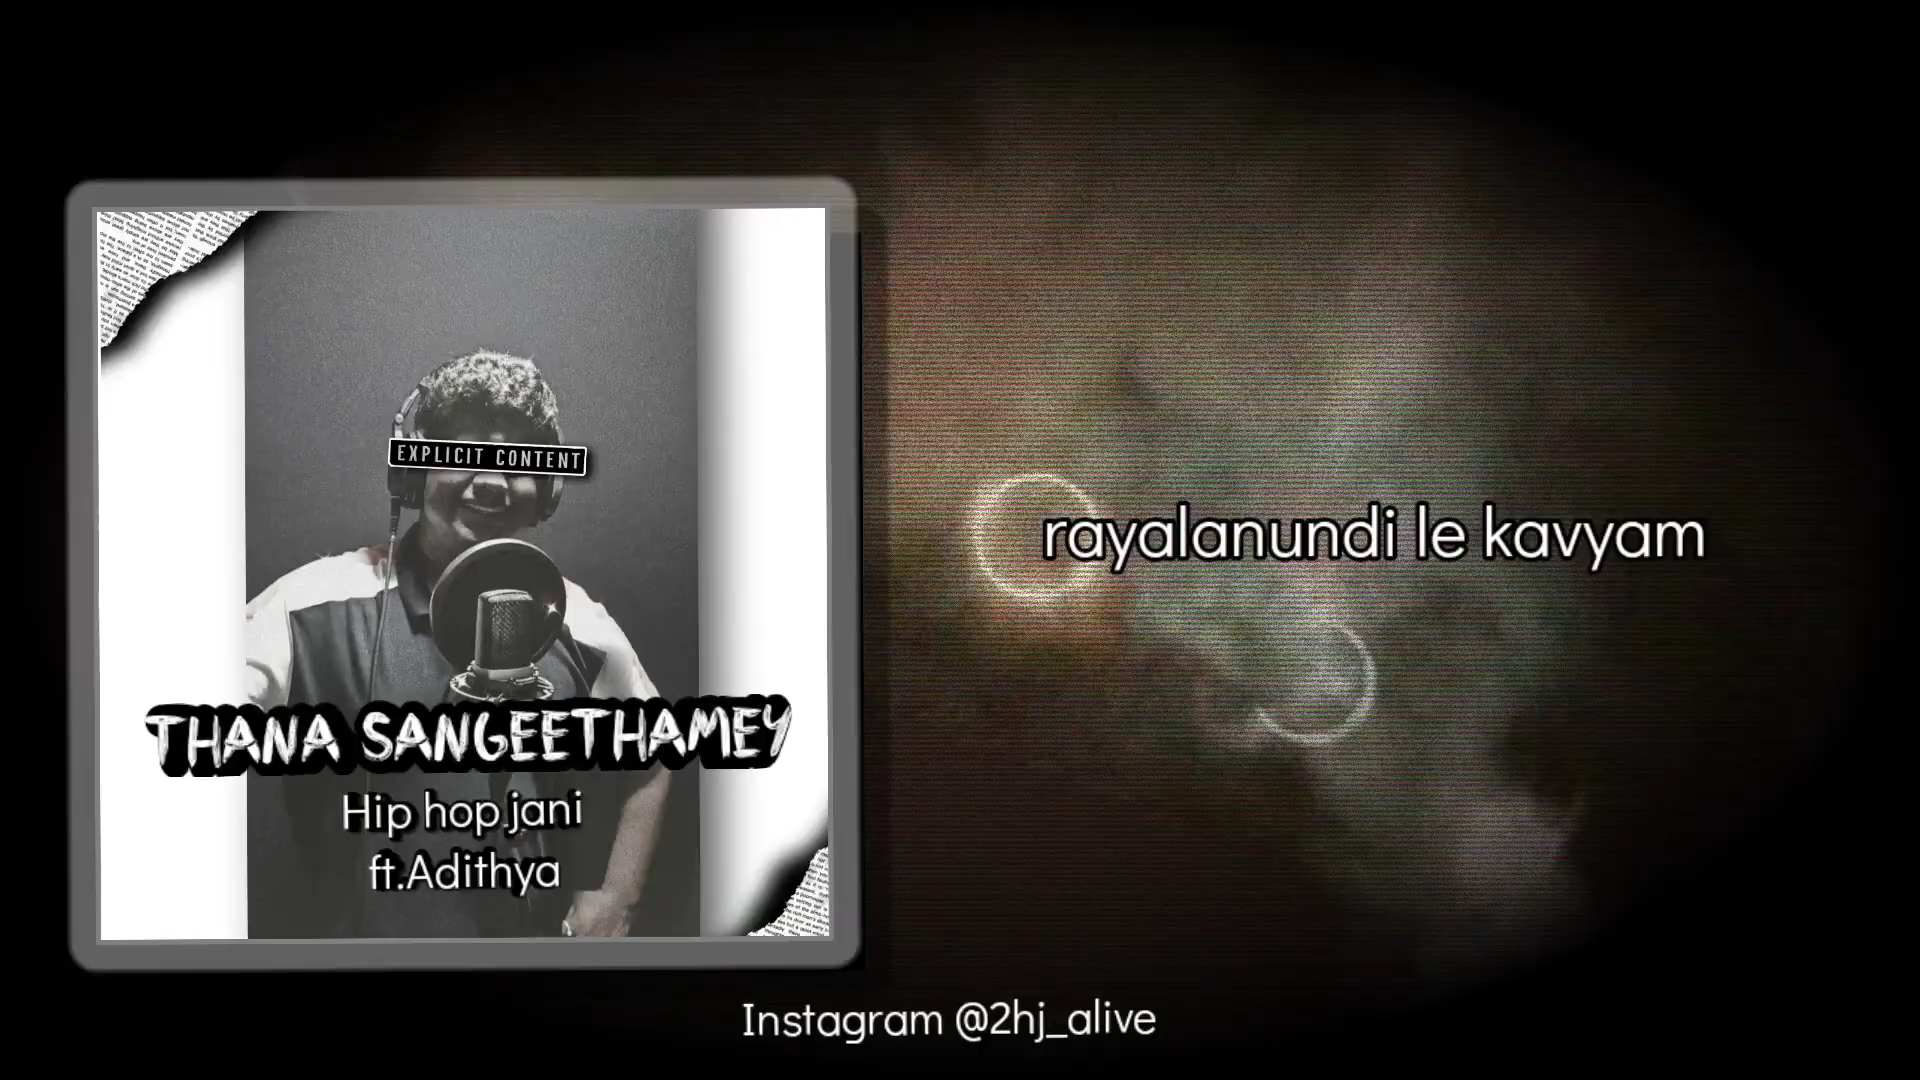 EXPLICIT CONTENT
THANA SANGEETHAMEY
Hip hop jani
ft.Adithya
rayalanundi le kavyam
Instagram @2hj_alive